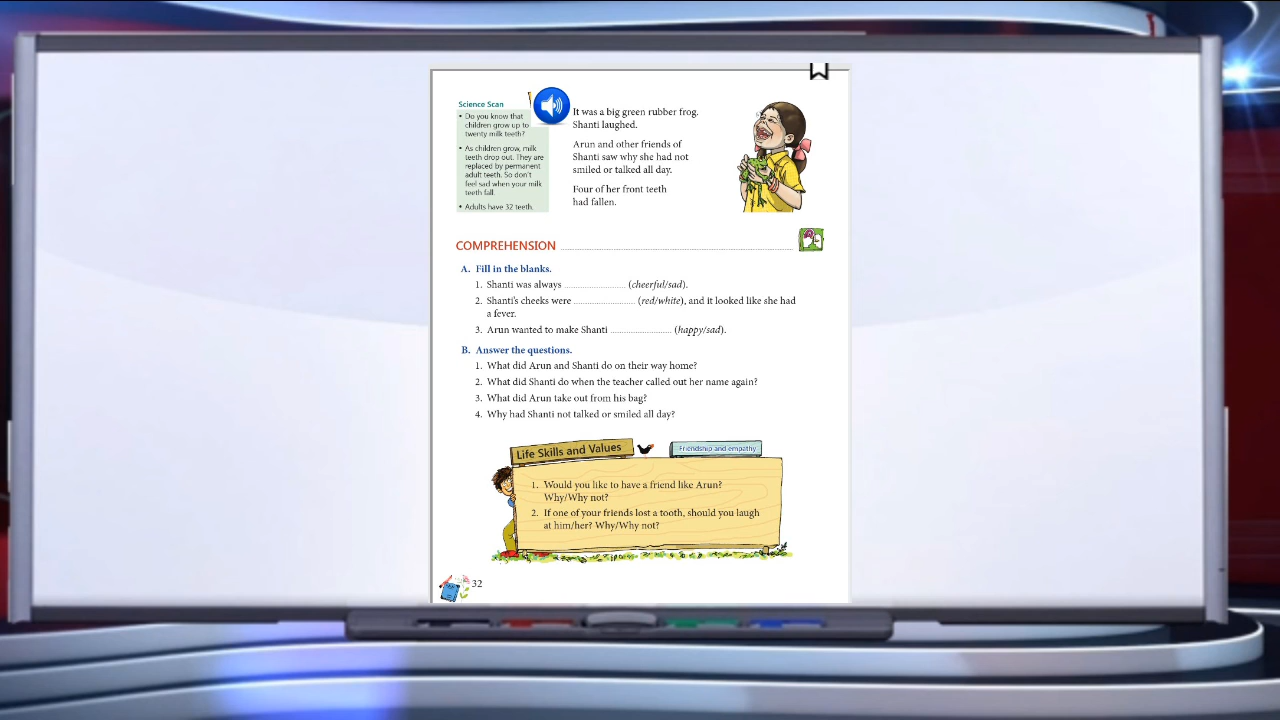 Science Scan
• Do you know that
children grow up to
twenty milk teeth?
• As children grow, milk
teeth drop out. They are
replaced by permanent
adult teeth. So don't
feel sad when your milk
teeth fall.
• Adults have 32 teeth.
It was a big green rubber frog.
Shanti laughed.
Arun and other friends of
Shanti saw why she had not
smiled or talked all day.
Four of her front teeth
had fallen.
COMPREHENSION
A. Fill in the blanks.
1. Shanti was always .......................... (cheerful/sad).
2. Shanti's cheeks were .......................... (red/white), and it looked like she had
a fever.
3. Arun wanted to make Shanti .......................... (happy/sad).
B. Answer the questions.
1. What did Arun and Shanti do on their way home?
2. What did Shanti do when the teacher called out her name again?
3. What did Arun take out from his bag?
4. Why had Shanti not talked or smiled all day?
Life Skills and Values
Friendship and empathy
1. Would you like to have a friend like Arun?
Why/Why not?
2. If one of your friends lost a tooth, should you laugh
at him/her? Why/Why not?
32